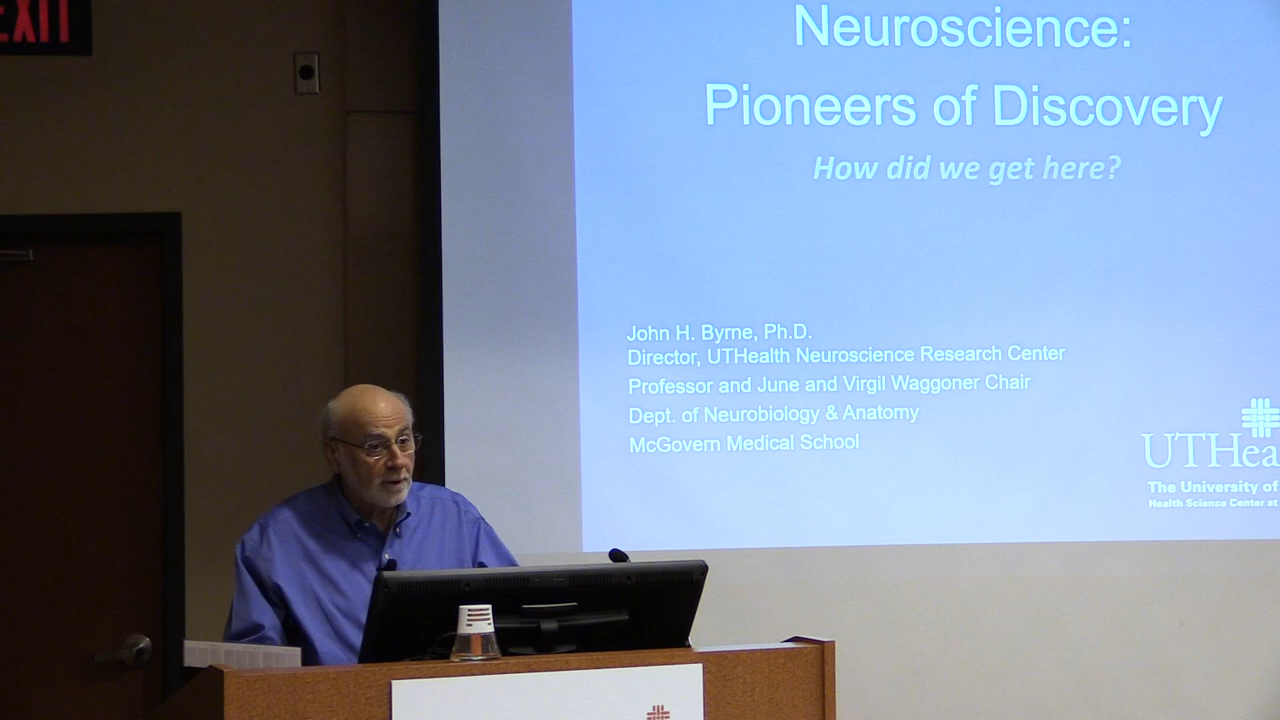 EXIT
Neuroscience:
Pioneers of Discovery
How did we get here?
John H. Byrne, Ph.D.
Director, UTHealth Neuroscience Research Center
Professor and June and Virgil Waggoner Chair
Dept. of Neurobiology & Anatomy
McGovern Medical School
UTHea
The University of
Health Science Center at